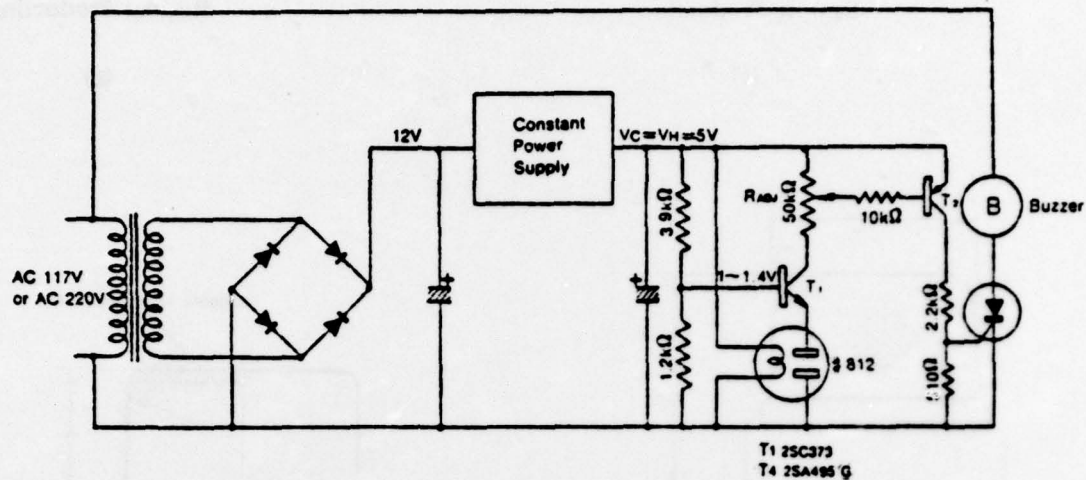 12V
Constant
Power
Supply
VC=VH=5V
AC 117V
or AC 220V
3.9kΩ
1.2kΩ
1~1.4V
RADJ
50kΩ
10kΩ
T1
T2
B
Buzzer
2.2kΩ
812
T1 2SC373
T4 2SA495 G